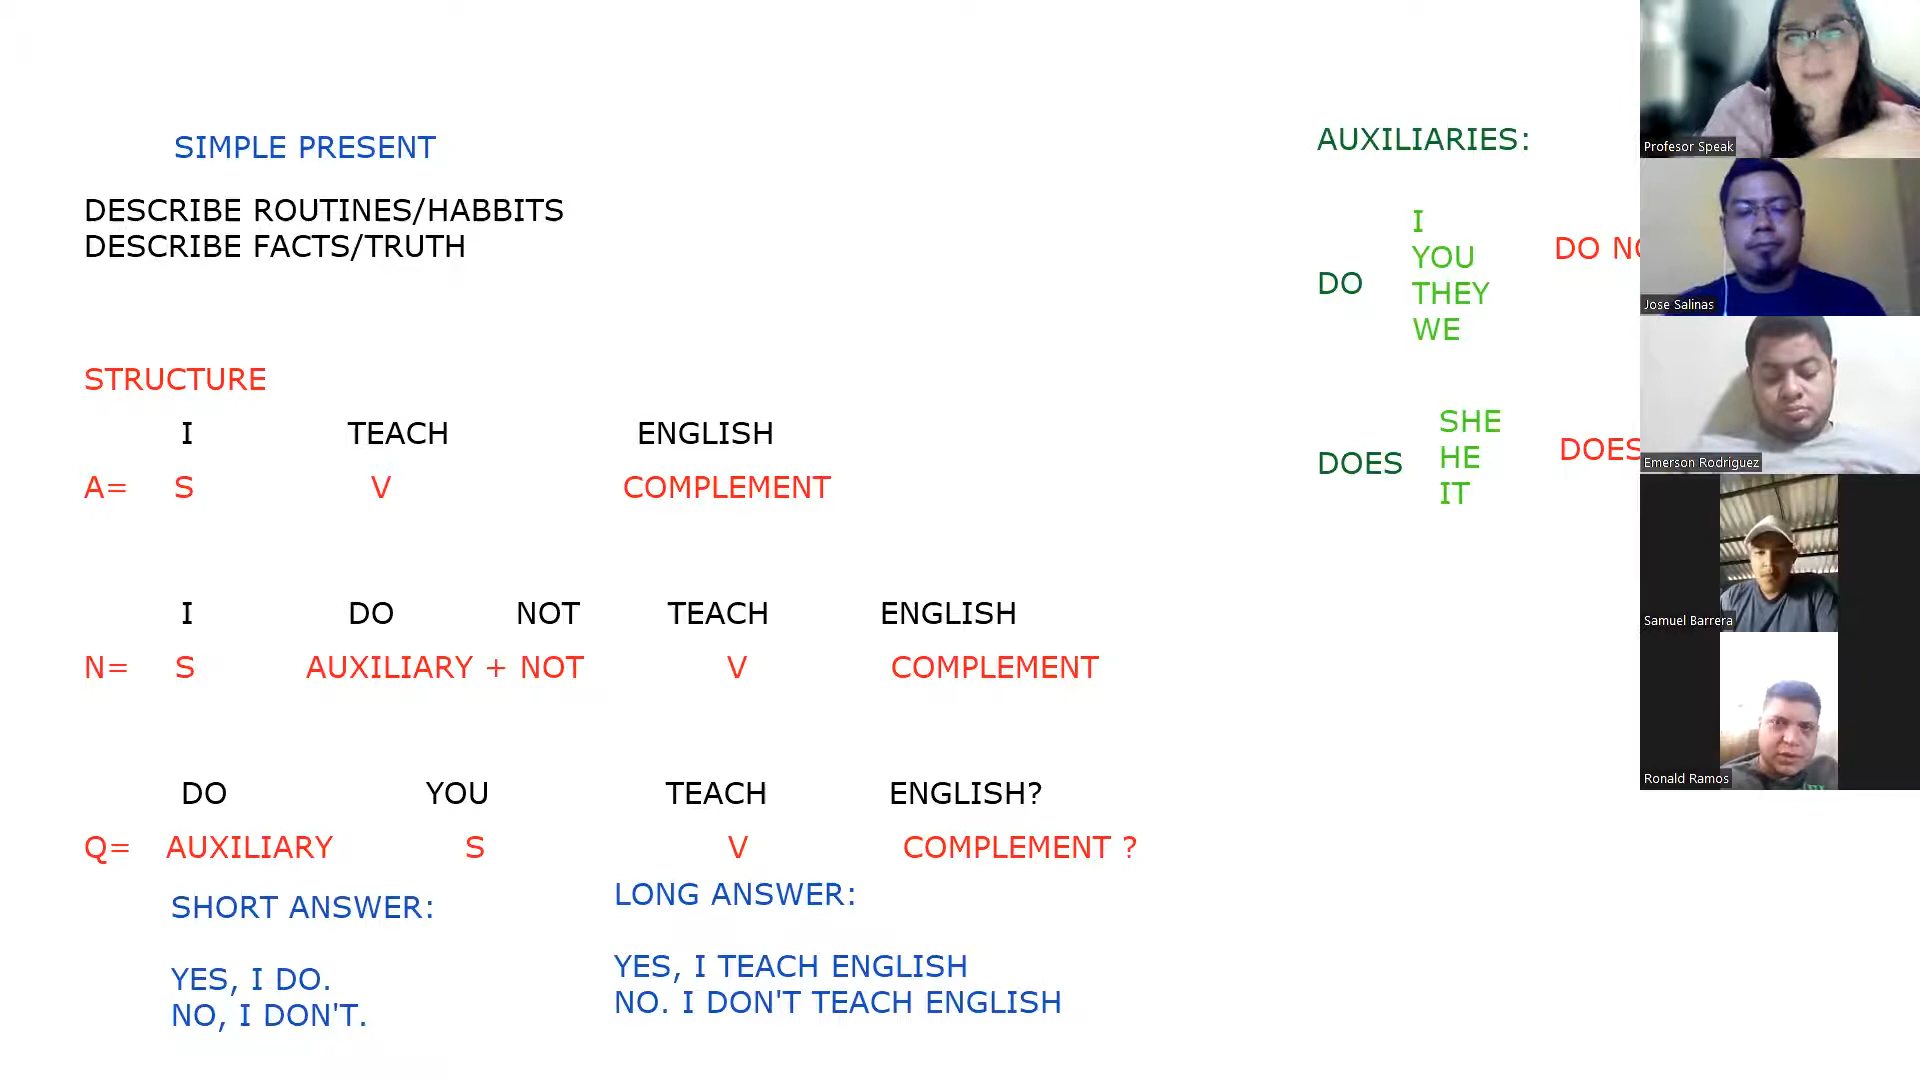 SIMPLE PRESENT
DESCRIBE ROUTINES/HABBITS
DESCRIBE FACTS/TRUTH
STRUCTURE
I TEACH ENGLISH
A= S V COMPLEMENT
I DO NOT TEACH ENGLISH
N= S AUXILIARY + NOT V COMPLEMENT
DO YOU TEACH ENGLISH?
Q= AUXILIARY S V COMPLEMENT ?
SHORT ANSWER:
YES, I DO.
NO, I DON'T.
LONG ANSWER:
YES, I TEACH ENGLISH
NO. I DON'T TEACH ENGLISH
AUXILIARIES:
DO
I
YOU
THEY
WE
DO
DOES
SHE
HE
IT
DOES
Profesor Speak
Jose Salinas
Emerson Rodriguez
Samuel Barrera
Ronald Ramos